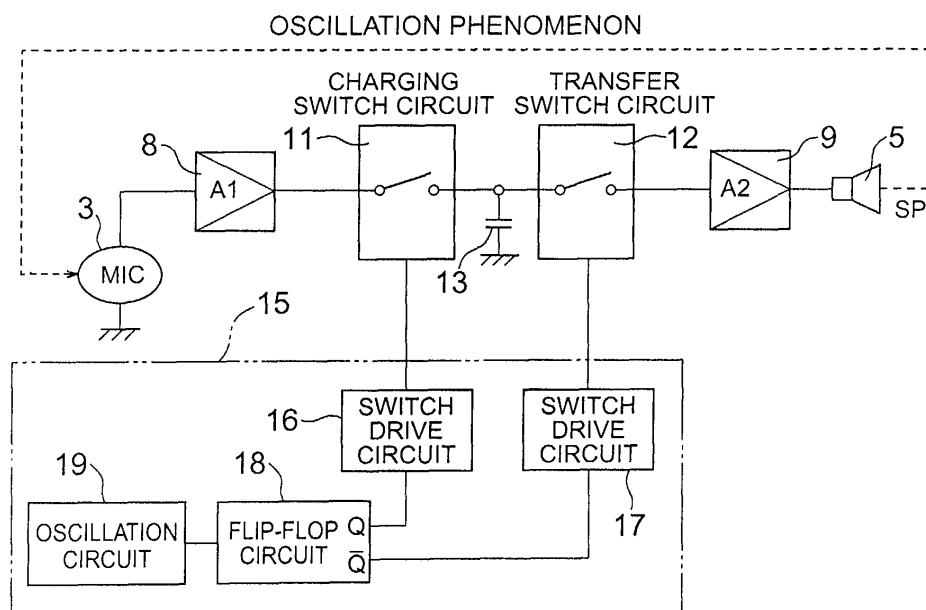 OSCILLATION PHENOMENON
CHARGING
SWITCH CIRCUIT
TRANSFER
SWITCH CIRCUIT
11
12
8
9
5
A1
A2
3
SP
MIC
13
15
16
SWITCH
DRIVE
CIRCUIT
SWITCH
DRIVE
CIRCUIT
17
19
18
OSCILLATION
CIRCUIT
FLIP-FLOP
CIRCUIT
Q
Q̅